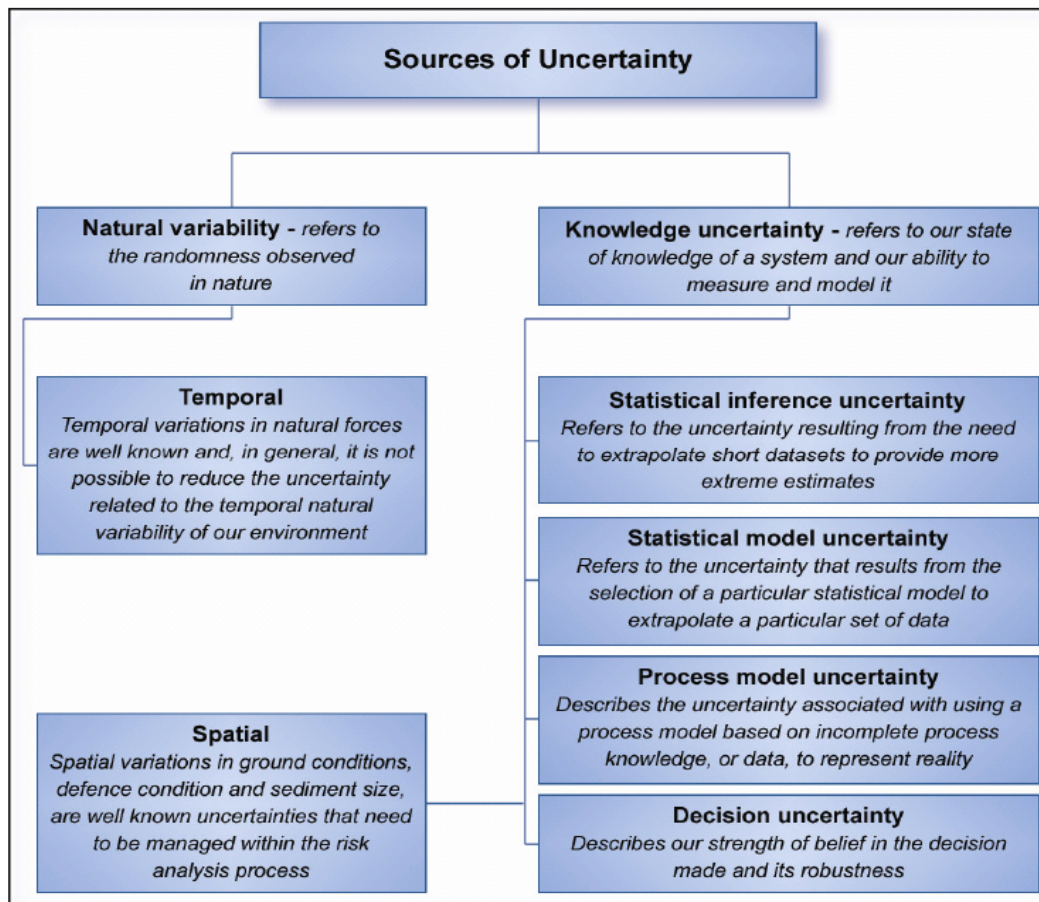 Sources of Uncertainty
Natural variability - refers to
the randomness observed
in nature
Knowledge uncertainty - refers to our state
of knowledge of a system and our ability to
measure and model it
Temporal
Temporal variations in natural forces
are well known and, in general, it is not
possible to reduce the uncertainty
related to the temporal natural
variability of our environment
Statistical inference uncertainty
Refers to the uncertainty resulting from the need
to extrapolate short datasets to provide more
extreme estimates
Statistical model uncertainty
Refers to the uncertainty that results from the
selection of a particular statistical model to
extrapolate a particular set of data
Process model uncertainty
Describes the uncertainty associated with using a
process model based on incomplete process
knowledge, or data, to represent reality
Spatial
Spatial variations in ground conditions,
defence condition and sediment size,
are well known uncertainties that need
to be managed within the risk
analysis process
Decision uncertainty
Describes our strength of belief in the decision
made and its robustness